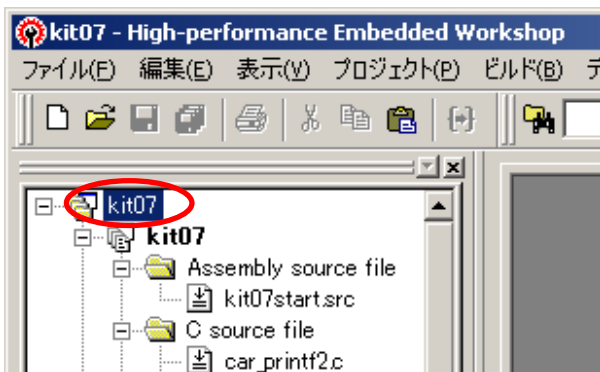 kit07 - High-performance Embedded Workshop
ファイル(F) 編集(E) 表示(V) プロジェクト(P) ビルド(B) デ
kit07
kit07
Assembly source file
kit07start.src
C source file
car_printf2.c